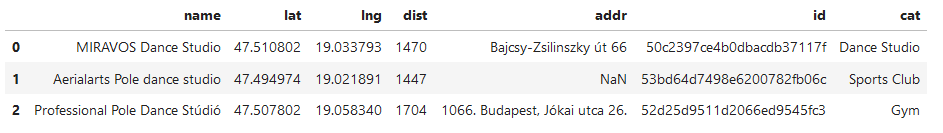 name lat lng dist addr id cat
0 MIRAVOS Dance Studio 47.510802 19.033793 1470 Bajcsy-Zsilinszky út 66 50c2397ce4b0dbacdb37117f Dance Studio
1 Aerialarts Pole dance studio 47.494974 19.021891 1447 NaN 53bd64d7498e6200782fb06c Sports Club
2 Professional Pole Dance Stúdió 47.507802 19.058340 1704 1066. Budapest, Jókai utca 26. 52d25d9511d2066ed9545fc3 Gym